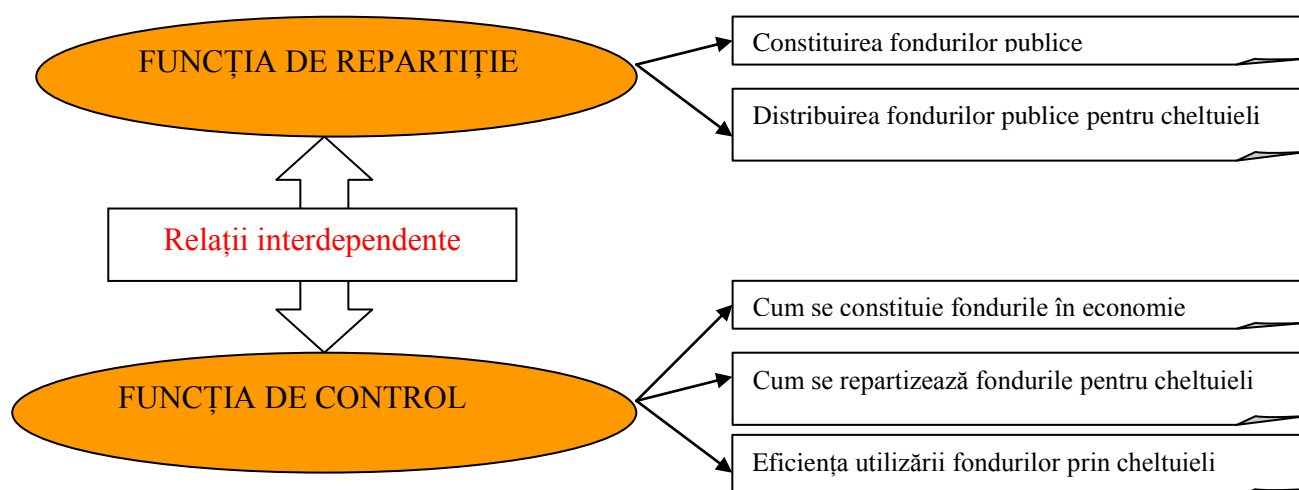 FUNCȚIA DE REPARTIȚIE
Constituirea fondurilor publice
Distribuirea fondurilor publice pentru cheltuieli
Relații interdependente
FUNCȚIA DE CONTROL
Cum se constituie fondurile în economie
Cum se repartizează fondurile pentru cheltuieli
Eficiența utilizării fondurilor prin cheltuieli